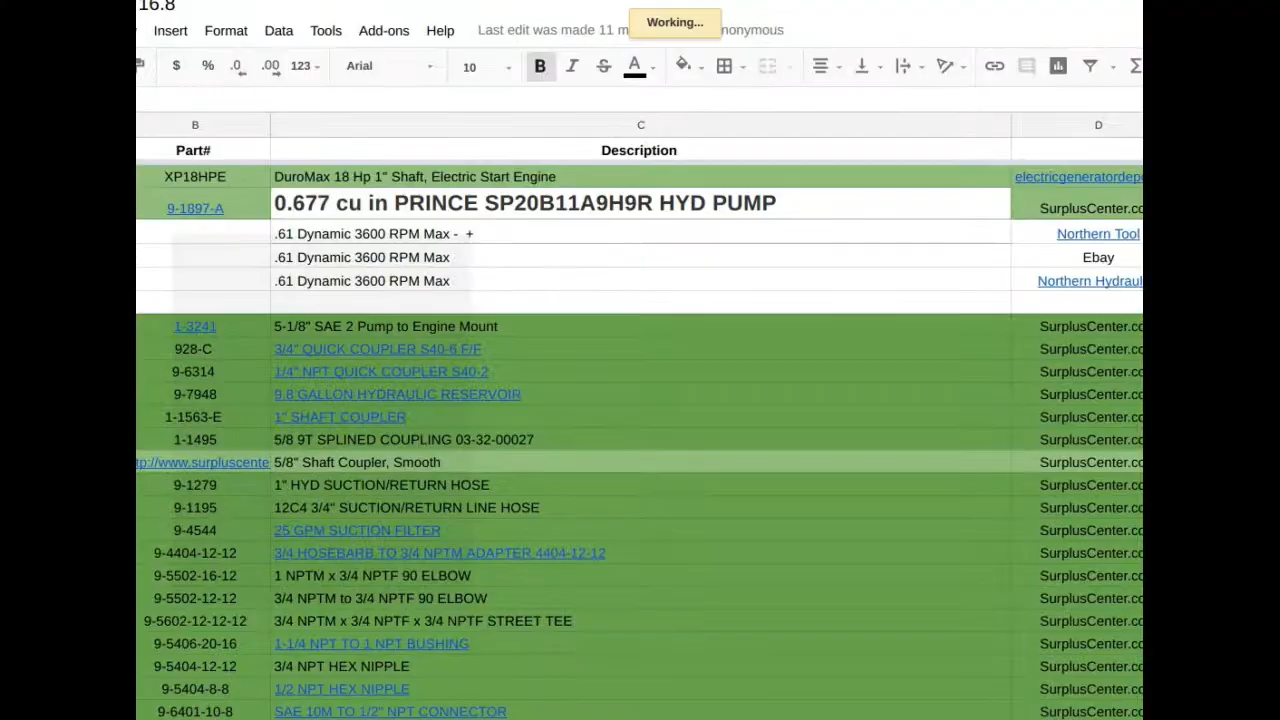 16.8
Working...
Insert Format Data Tools Add-ons Help Last edit was made 11 m nonymous
$ % .0 .00 123 Arial 10 B I S A
B C D
Part# Description
XP18HPE DuroMax 18 Hp 1" Shaft, Electric Start Engine electricgeneratordepo
9-1897-A 0.677 cu in PRINCE SP20B11A9H9R HYD PUMP SurplusCenter.co
.61 Dynamic 3600 RPM Max - + Northern Tool
.61 Dynamic 3600 RPM Max Ebay
.61 Dynamic 3600 RPM Max Northern Hydraul
1-3241 5-1/8" SAE 2 Pump to Engine Mount SurplusCenter.co
928-C 3/4" QUICK COUPLER S40-6 F/F SurplusCenter.co
9-6314 1/4" NPT QUICK COUPLER S40-2 SurplusCenter.co
9-7948 9.8 GALLON HYDRAULIC RESERVOIR SurplusCenter.co
1-1563-E 1" SHAFT COUPLER SurplusCenter.co
1-1495 5/8 9T SPLINED COUPLING 03-32-00027 SurplusCenter.co
tp://www.surpluscente 5/8" Shaft Coupler, Smooth SurplusCenter.co
9-1279 1" HYD SUCTION/RETURN HOSE SurplusCenter.co
9-1195 12C4 3/4" SUCTION/RETURN LINE HOSE SurplusCenter.co
9-4544 25 GPM SUCTION FILTER SurplusCenter.co
9-4404-12-12 3/4 HOSEBARB TO 3/4 NPTM ADAPTER 4404-12-12 SurplusCenter.co
9-5502-16-12 1 NPTM x 3/4 NPTF 90 ELBOW SurplusCenter.co
9-5502-12-12 3/4 NPTM to 3/4 NPTF 90 ELBOW SurplusCenter.co
9-5602-12-12-12 3/4 NPTM x 3/4 NPTF x 3/4 NPTF STREET TEE SurplusCenter.co
9-5406-20-16 1-1/4 NPT TO 1 NPT BUSHING SurplusCenter.co
9-5404-12-12 3/4 NPT HEX NIPPLE SurplusCenter.co
9-5404-8-8 1/2 NPT HEX NIPPLE SurplusCenter.co
9-6401-10-8 SAE 10M TO 1/2" NPT CONNECTOR SurplusCenter.co